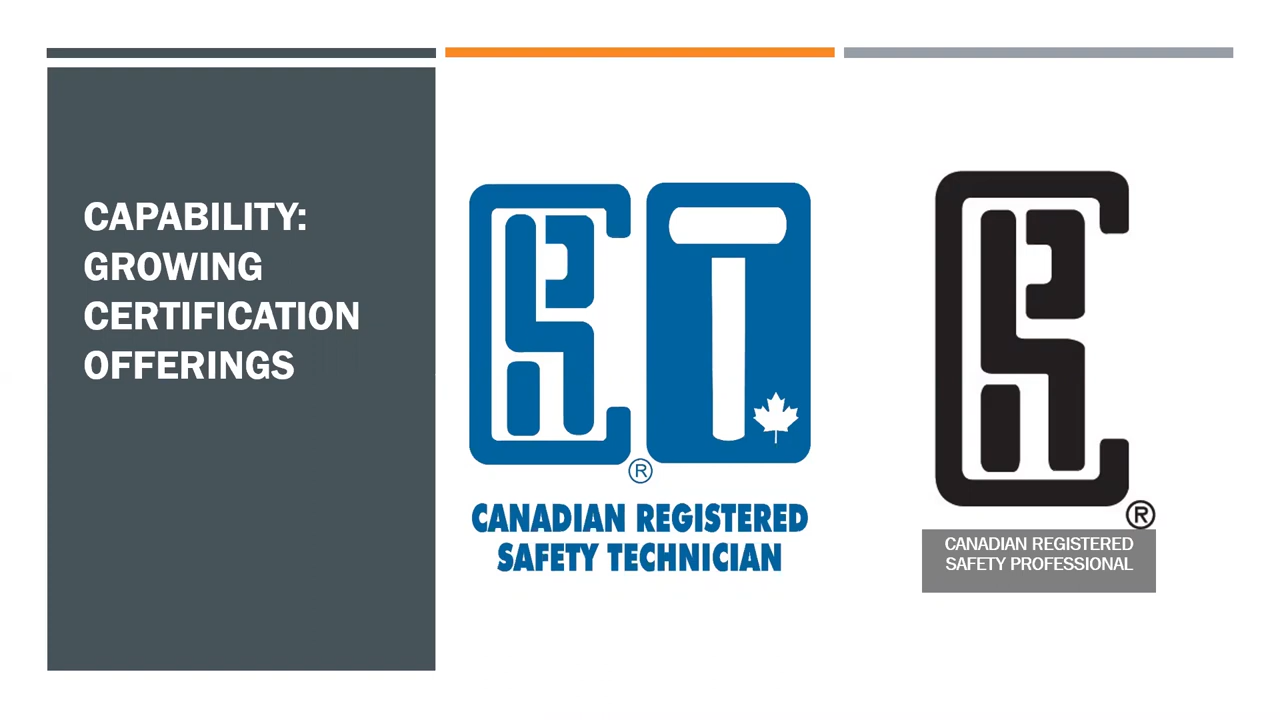 CAPABILITY:
GROWING
CERTIFICATION
OFFERINGS
®
CANADIAN REGISTERED
SAFETY TECHNICIAN
®
CANADIAN REGISTERED
SAFETY PROFESSIONAL